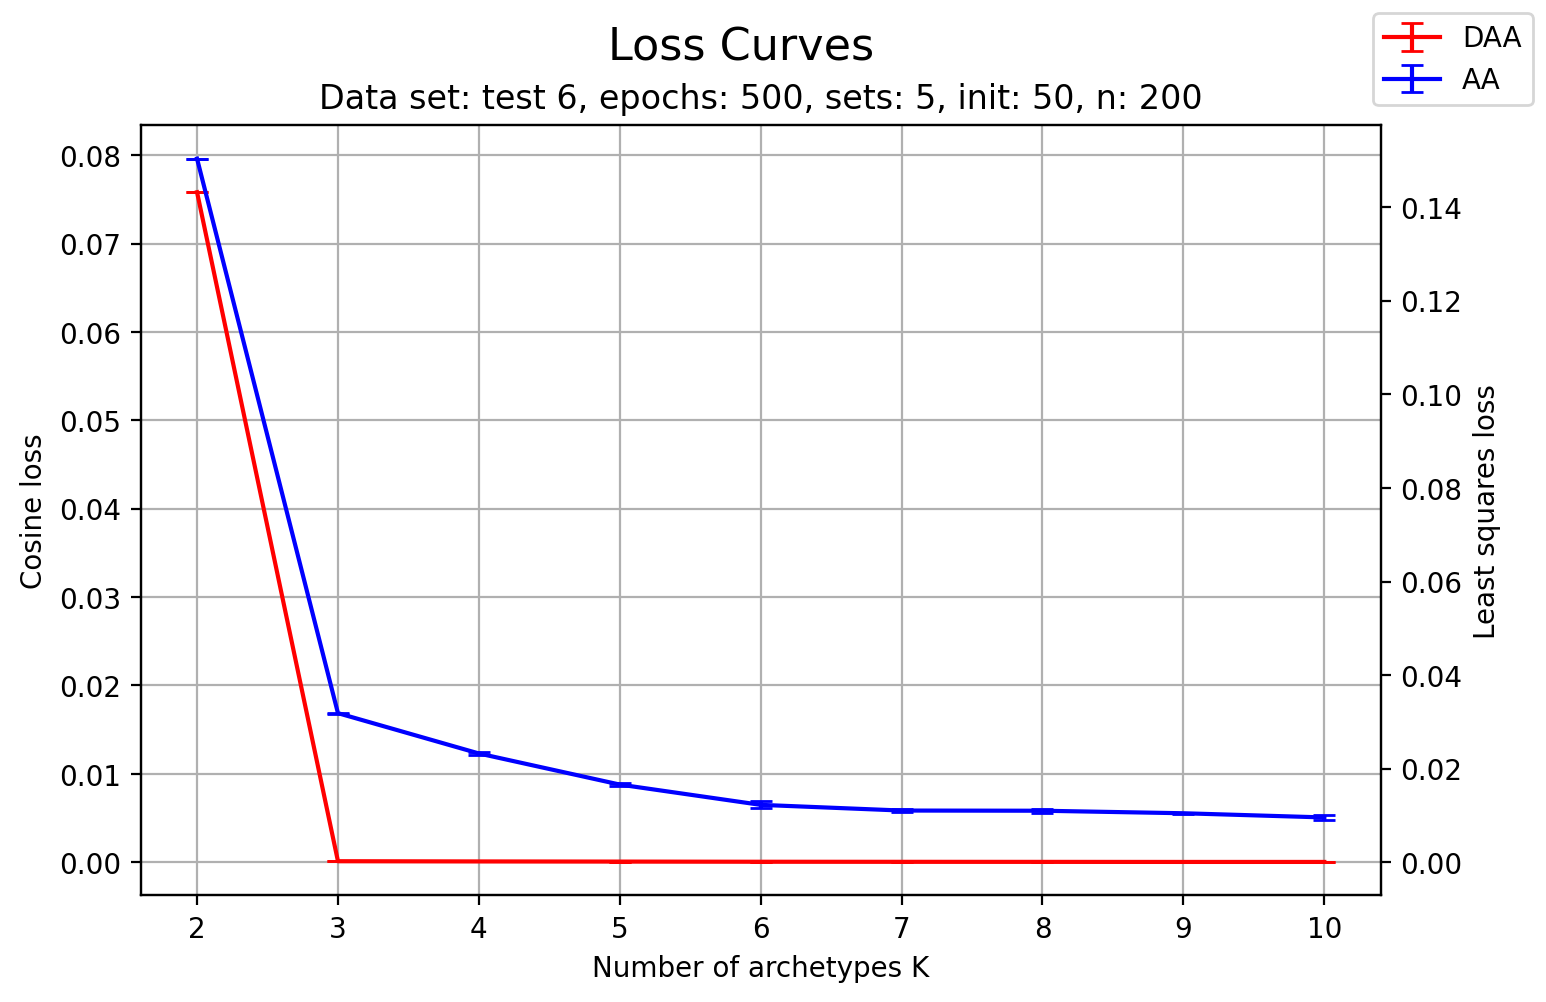 Loss Curves
Data set: test 6, epochs: 500, sets: 5, init: 50, n: 200
DAA
AA
Cosine loss
0.08
0.07
0.06
0.05
0.04
0.03
0.02
0.01
0.00
0.14
0.12
0.10
0.08
0.06
0.04
0.02
0.00
Least squares loss
2 3 4 5 6 7 8 9 10
Number of archetypes K